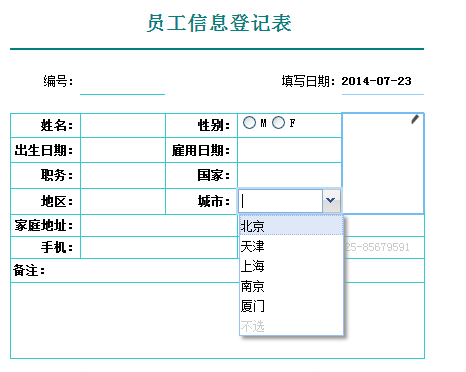 员工信息登记表
编号： 填写日期：2014-07-23
姓名： 性别： M F
出生日期： 雇用日期：
职务： 国家：
地区： 城市：
北京
家庭地址：
天津
手机： 25-85679591
上海
备注：
南京
厦门
不选